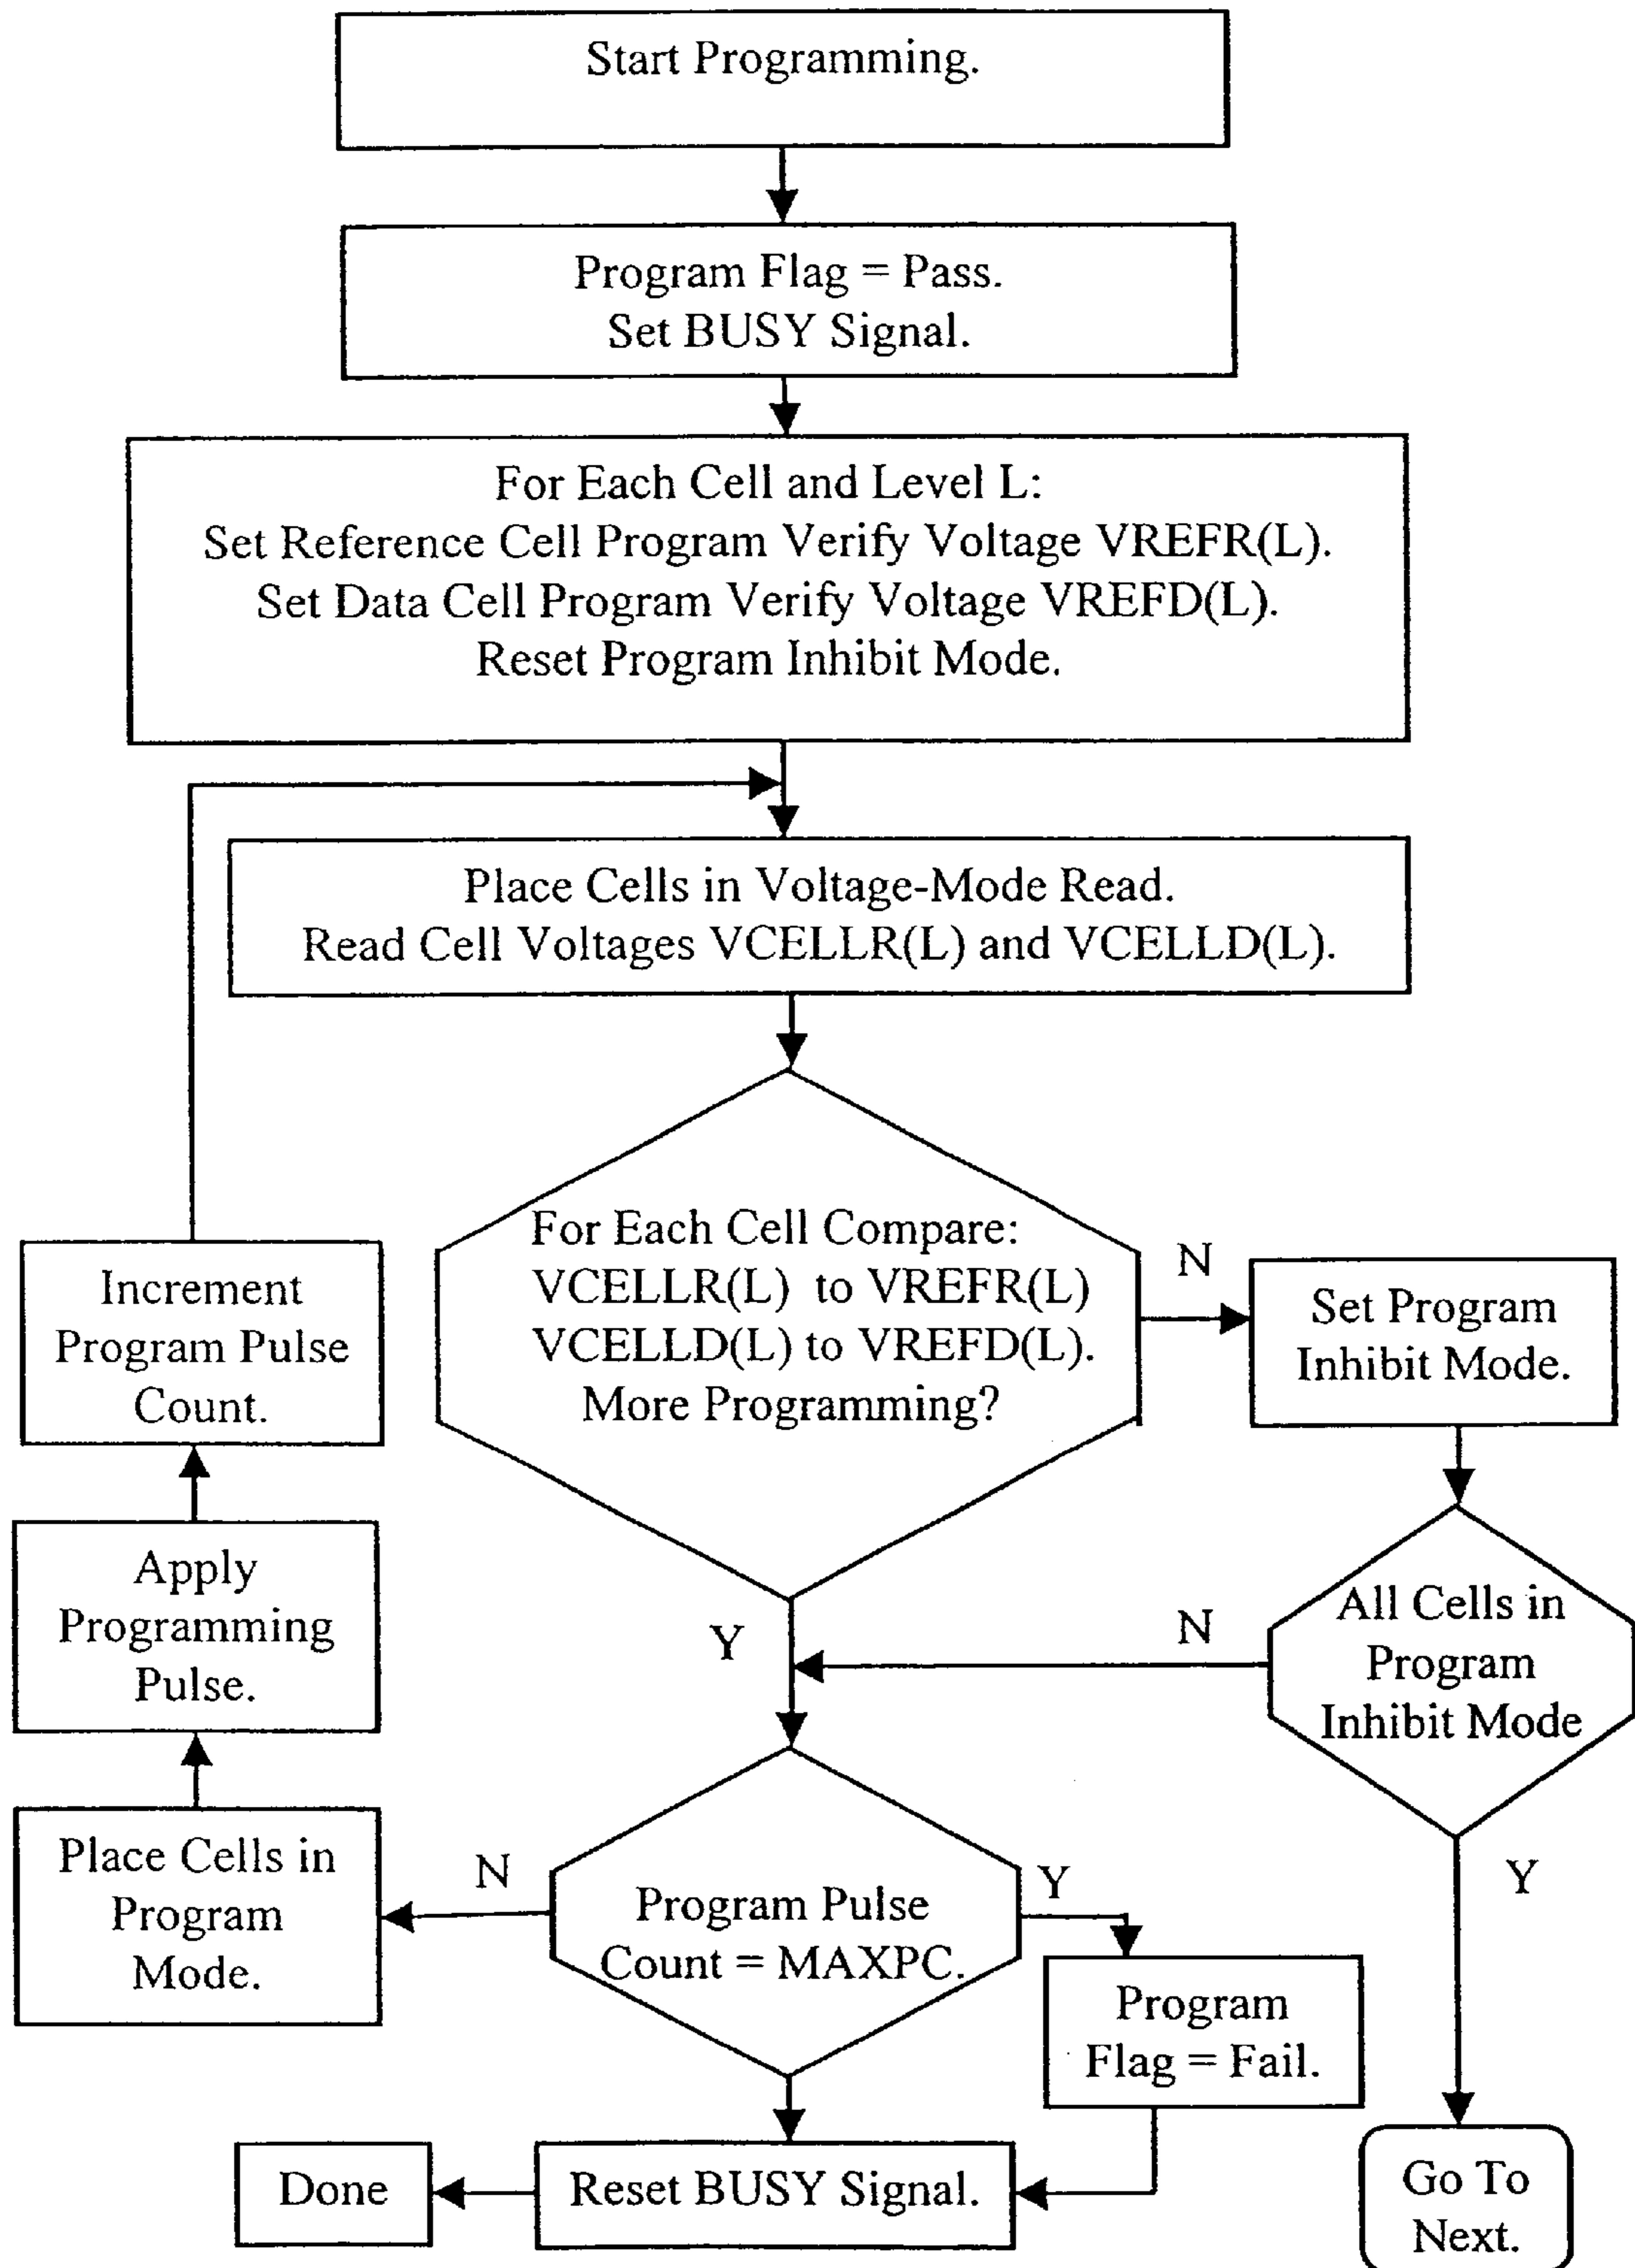 Start Programming.
Program Flag = Pass.
Set BUSY Signal.
For Each Cell and Level L:
Set Reference Cell Program Verify Voltage VREFR(L).
Set Data Cell Program Verify Voltage VREFD(L).
Reset Program Inhibit Mode.
Place Cells in Voltage-Mode Read.
Read Cell Voltages VCELLR(L) and VCELLD(L).
For Each Cell Compare:
VCELLR(L) to VREFR(L)
VCELLD(L) to VREFD(L).
More Programming?
N
Set Program
Inhibit Mode.
Increment
Program Pulse
Count.
Apply
Programming
Pulse.
Y
N
All Cells in
Program
Inhibit Mode
Place Cells in
Program
Mode.
N
Program Pulse
Count = MAXPC.
Y
Y
Program
Flag = Fail.
Done
Reset BUSY Signal.
Go To
Next.